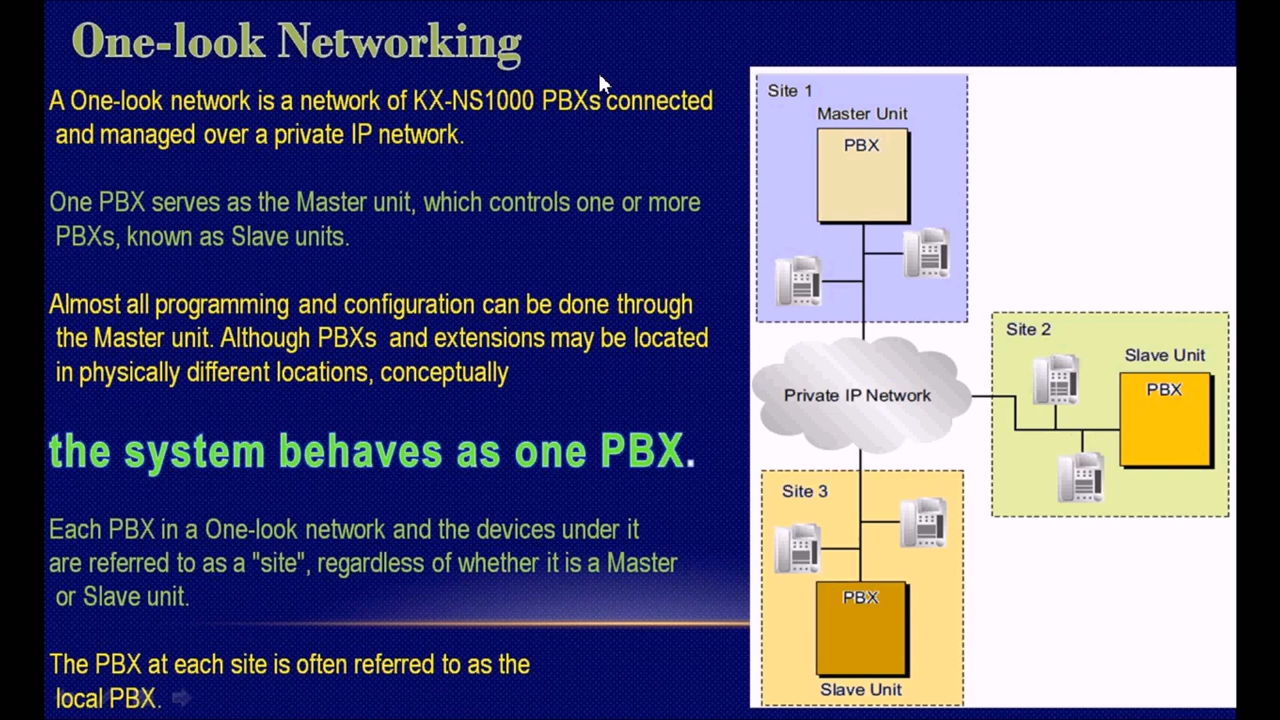 One-look Networking
A One-look network is a network of KX-NS1000 PBXs connected
and managed over a private IP network.
One PBX serves as the Master unit, which controls one or more
PBXs, known as Slave units.
Almost all programming and configuration can be done through
the Master unit. Although PBXs and extensions may be located
in physically different locations, conceptually
the system behaves as one PBX.
Each PBX in a One-look network and the devices under it
are referred to as a "site", regardless of whether it is a Master
or Slave unit.
The PBX at each site is often referred to as the
local PBX.
Site 1
Master Unit
PBX
Private IP Network
Site 2
Slave Unit
PBX
Site 3
PBX
Slave Unit